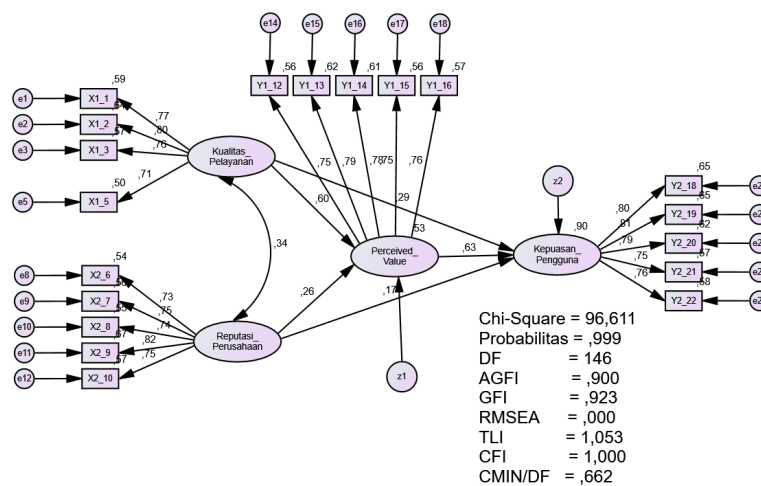 e14 e15 e16 e17 e18
,56 ,62 ,61 ,56 ,57
Y1_12 Y1_13 Y1_14 Y1_15 Y1_16
,59
e1 X1_1
e2 X1_2
,57
e3 X1_3
,50
e5 X1_5
,77
,80
,76
,71
Kualitas_
Pelayanan
,75 ,79 ,78 ,75 ,76
,60
,29
,34
,53
Perceived_
Value
,63
,26
,17
z1
z2
,90
Kepuasan_
Pengguna
,80
,81
,79
,75
,76
,65
Y2_18
,65
Y2_19
,62
Y2_20
,57
Y2_21
,58
Y2_22
,54
e8 X2_6
e9 X2_7
e10 X2_8
,67
e11 X2_9
,57
e12 X2_10
,73
,75
,74
,82
,75
Reputasi_
Perusahaan
Chi-Square = 96,611
Probabilitas = ,999
DF = 146
AGFI = ,900
GFI = ,923
RMSEA = ,000
TLI = 1,053
CFI = 1,000
CMIN/DF = ,662